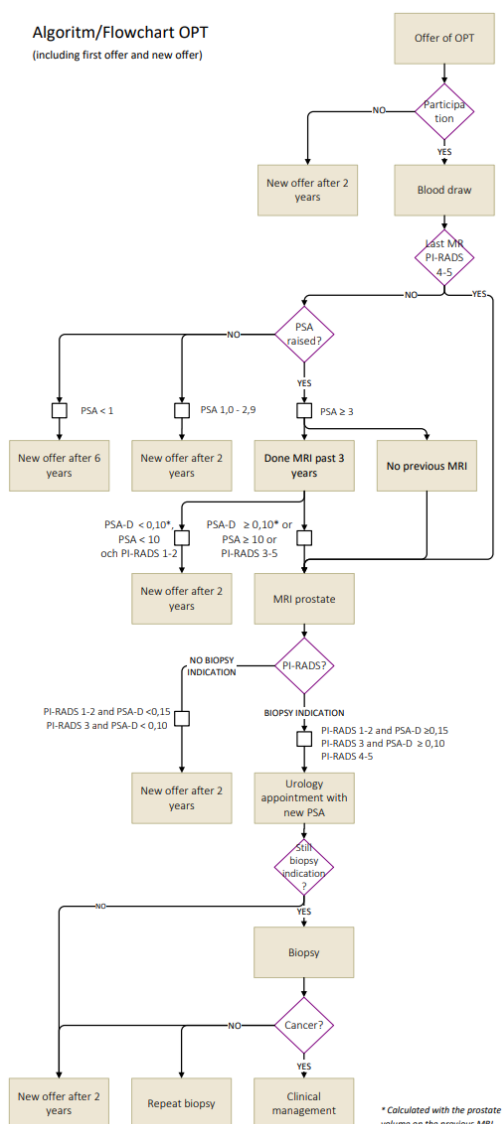 Algoritm/Flowchart OPT
(including first offer and new offer)
Offer of OPT
Participa
tion
NO
YES
New offer after 2
years
Blood draw
Last MR
PI-RADS
4-5
NO
YES
PSA
raised?
NO
YES
PSA < 1
PSA 1,0 - 2,9
PSA ≥ 3
New offer after 6
years
New offer after 2
years
Done MRI past 3
years
No previous MRI
PSA-D < 0,10*,
PSA < 10
och PI-RADS 1-2
PSA-D ≥ 0,10* or
PSA ≥ 10 or
PI-RADS 3-5
New offer after 2
years
MRI prostate
PI-RADS?
NO BIOPSY
INDICATION
BIOPSY INDICATION
PI-RADS 1-2 and PSA-D <0,15
PI-RADS 3 and PSA-D < 0,10
PI-RADS 1-2 and PSA-D ≥0,15
PI-RADS 3 and PSA-D ≥ 0,10
PI-RADS 4-5
New offer after 2
years
Urology
appointment with
new PSA
Still
biopsy
indication
?
NO
YES
Biopsy
Cancer?
NO
YES
New offer after 2
years
Repeat biopsy
Clinical
management
* Calculated with the prostate
volume on the previous MRI